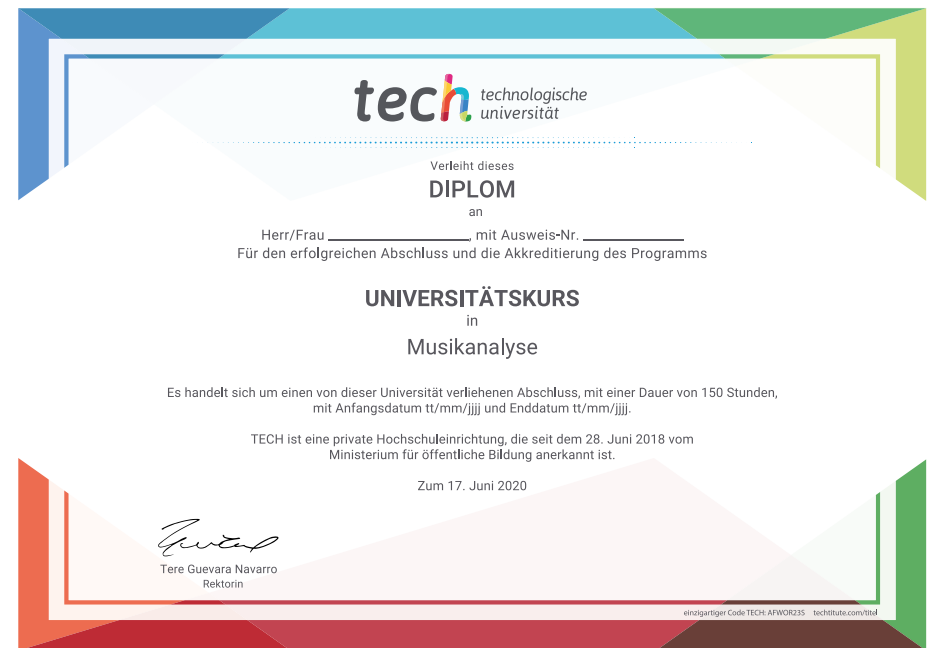 tech technologische
universität
Verleiht dieses
DIPLOM
an
Herr/Frau ____________________, mit Ausweis-Nr. ______________
Für den erfolgreichen Abschluss und die Akkreditierung des Programms
UNIVERSITÄTSKURS
in
Musikanalyse
Es handelt sich um einen von dieser Universität verliehenen Abschluss, mit einer Dauer von 150 Stunden,
mit Anfangsdatum tt/mm/jjjj und Enddatum tt/mm/jjjj.
TECH ist eine private Hochschuleinrichtung, die seit dem 28. Juni 2018 vom
Ministerium für öffentliche Bildung anerkannt ist.
Zum 17. Juni 2020
Tere Guevara Navarro
Rektorin
einzigartiger Code TECH: AFWOR23S techtitute.com/titel